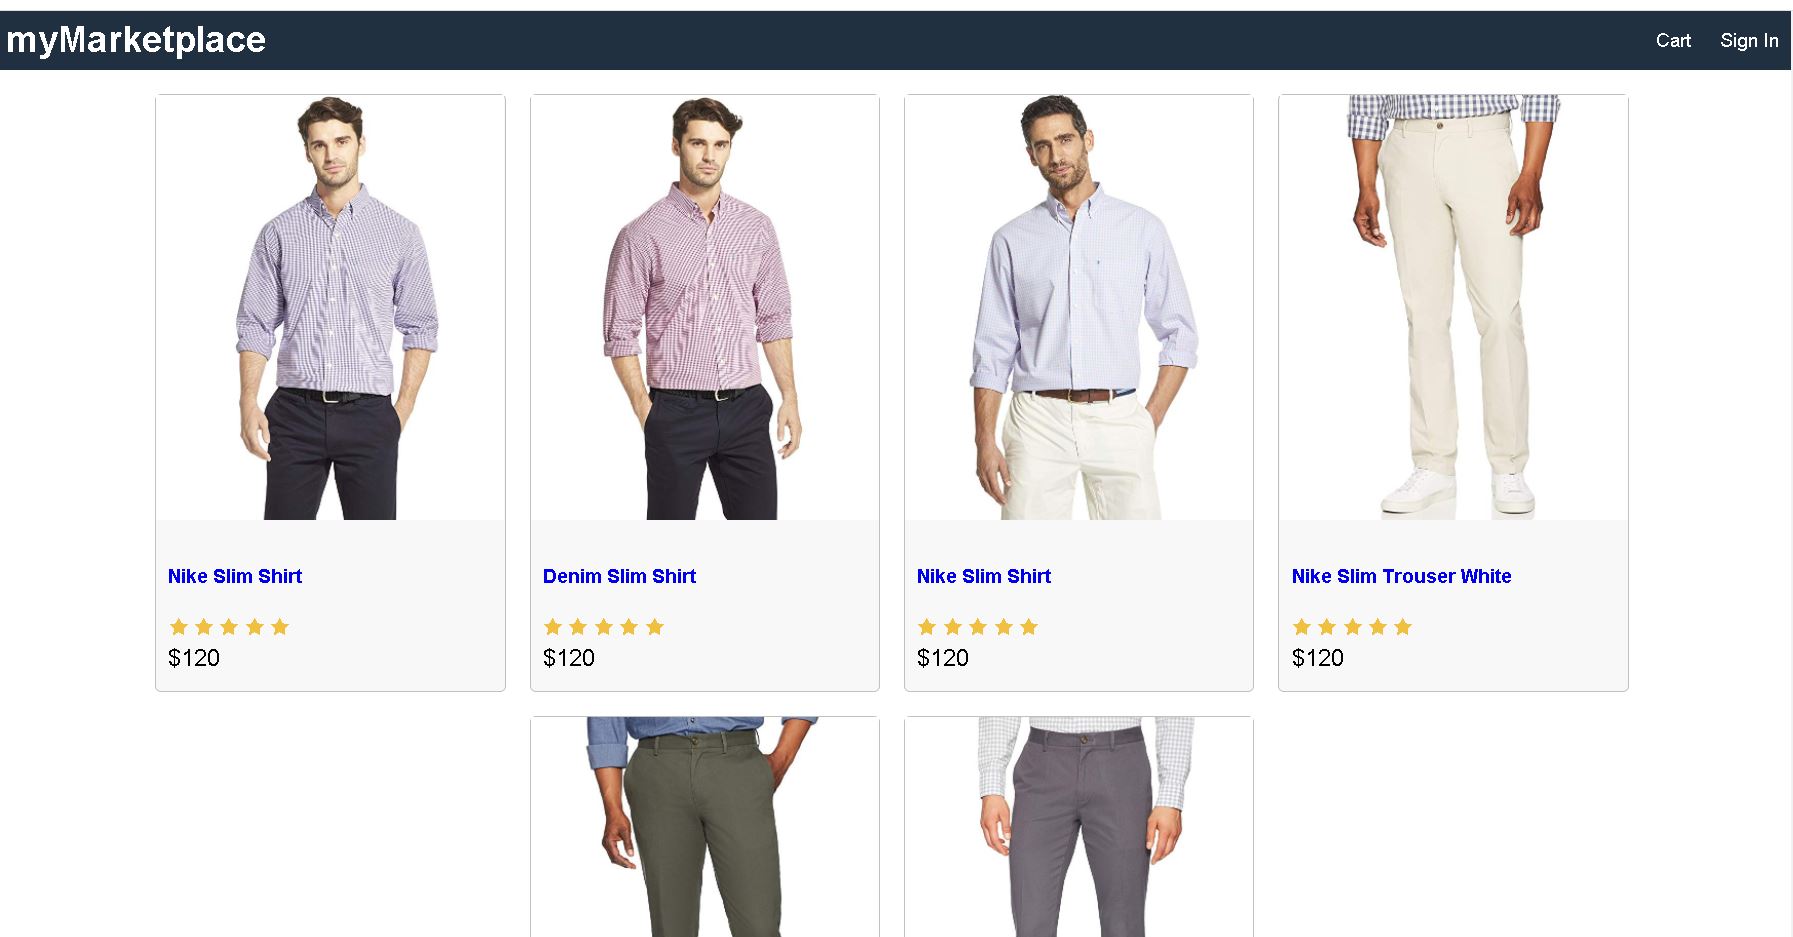 myMarketplace
Cart
Sign In
Nike Slim Shirt
$120
Denim Slim Shirt
$120
Nike Slim Shirt
$120
Nike Slim Trouser White
$120